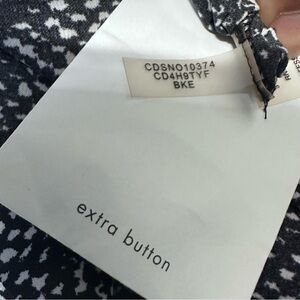 CDSNO10374
CD4H9TYF
BKE
extra button